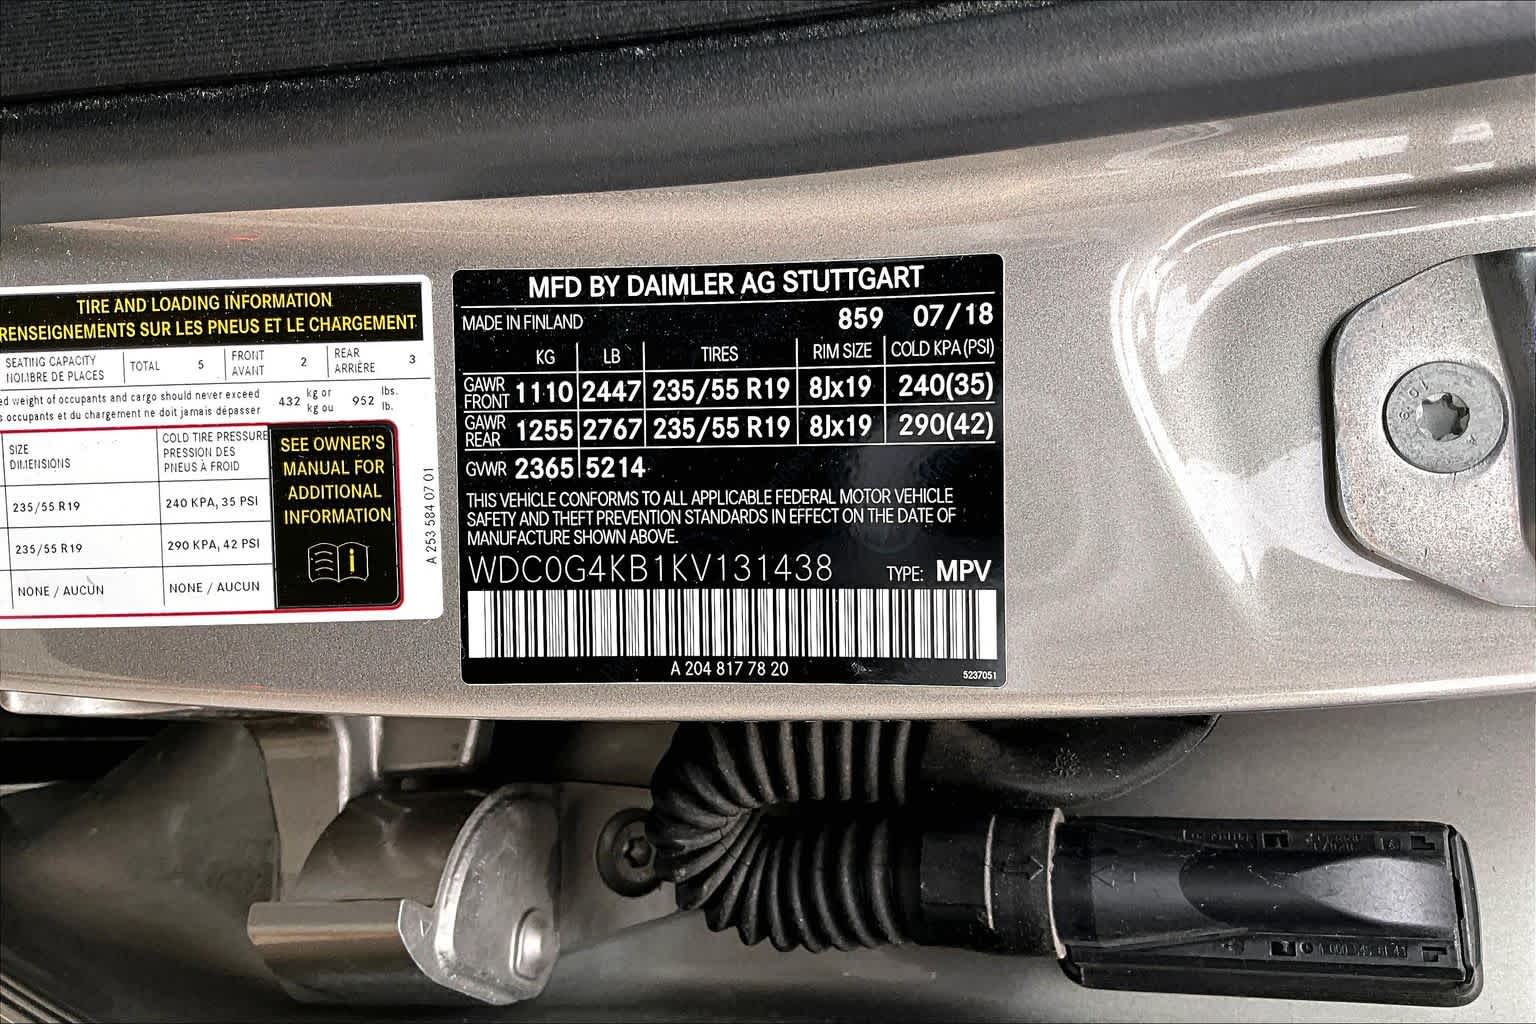 TIRE AND LOADING INFORMATION
RENSEIGNEMENTS SUR LES PNEUS ET LE CHARGEMENT
SEATING CAPACITY TOTAL 5 FRONT 2 REAR 3
NOMBRE DE PLACES AVANT ARRIÈRE
weight of occupants and cargo should never exceed 432 kg or 952 lbs.
occupants et du chargement ne doit jamais dépasser kg ou lb.
SIZE COLD TIRE PRESSURE
DIMENSIONS PRESSION DES
PNEUS À FROID
235/55 R19 240 KPA, 35 PSI
235/55 R19 290 KPA, 42 PSI
NONE / AUCUN NONE / AUCUN
SEE OWNER'S
MANUAL FOR
ADDITIONAL
INFORMATION
i
A 253 584 07 01
MFD BY DAIMLER AG STUTTGART
MADE IN FINLAND 859 07/18
KG LB TIRES RIM SIZE COLD KPA (PSI)
GAWR FRONT 1110 2447 235/55 R19 8Jx19 240(35)
GAWR REAR 1255 2767 235/55 R19 8Jx19 290(42)
GVWR 2365 5214
THIS VEHICLE CONFORMS TO ALL APPLICABLE FEDERAL MOTOR VEHICLE
SAFETY AND THEFT PREVENTION STANDARDS IN EFFECT ON THE DATE OF
MANUFACTURE SHOWN ABOVE.
WDC0G4KB1KV131438 TYPE: MPV
A 204 817 78 20
5237051